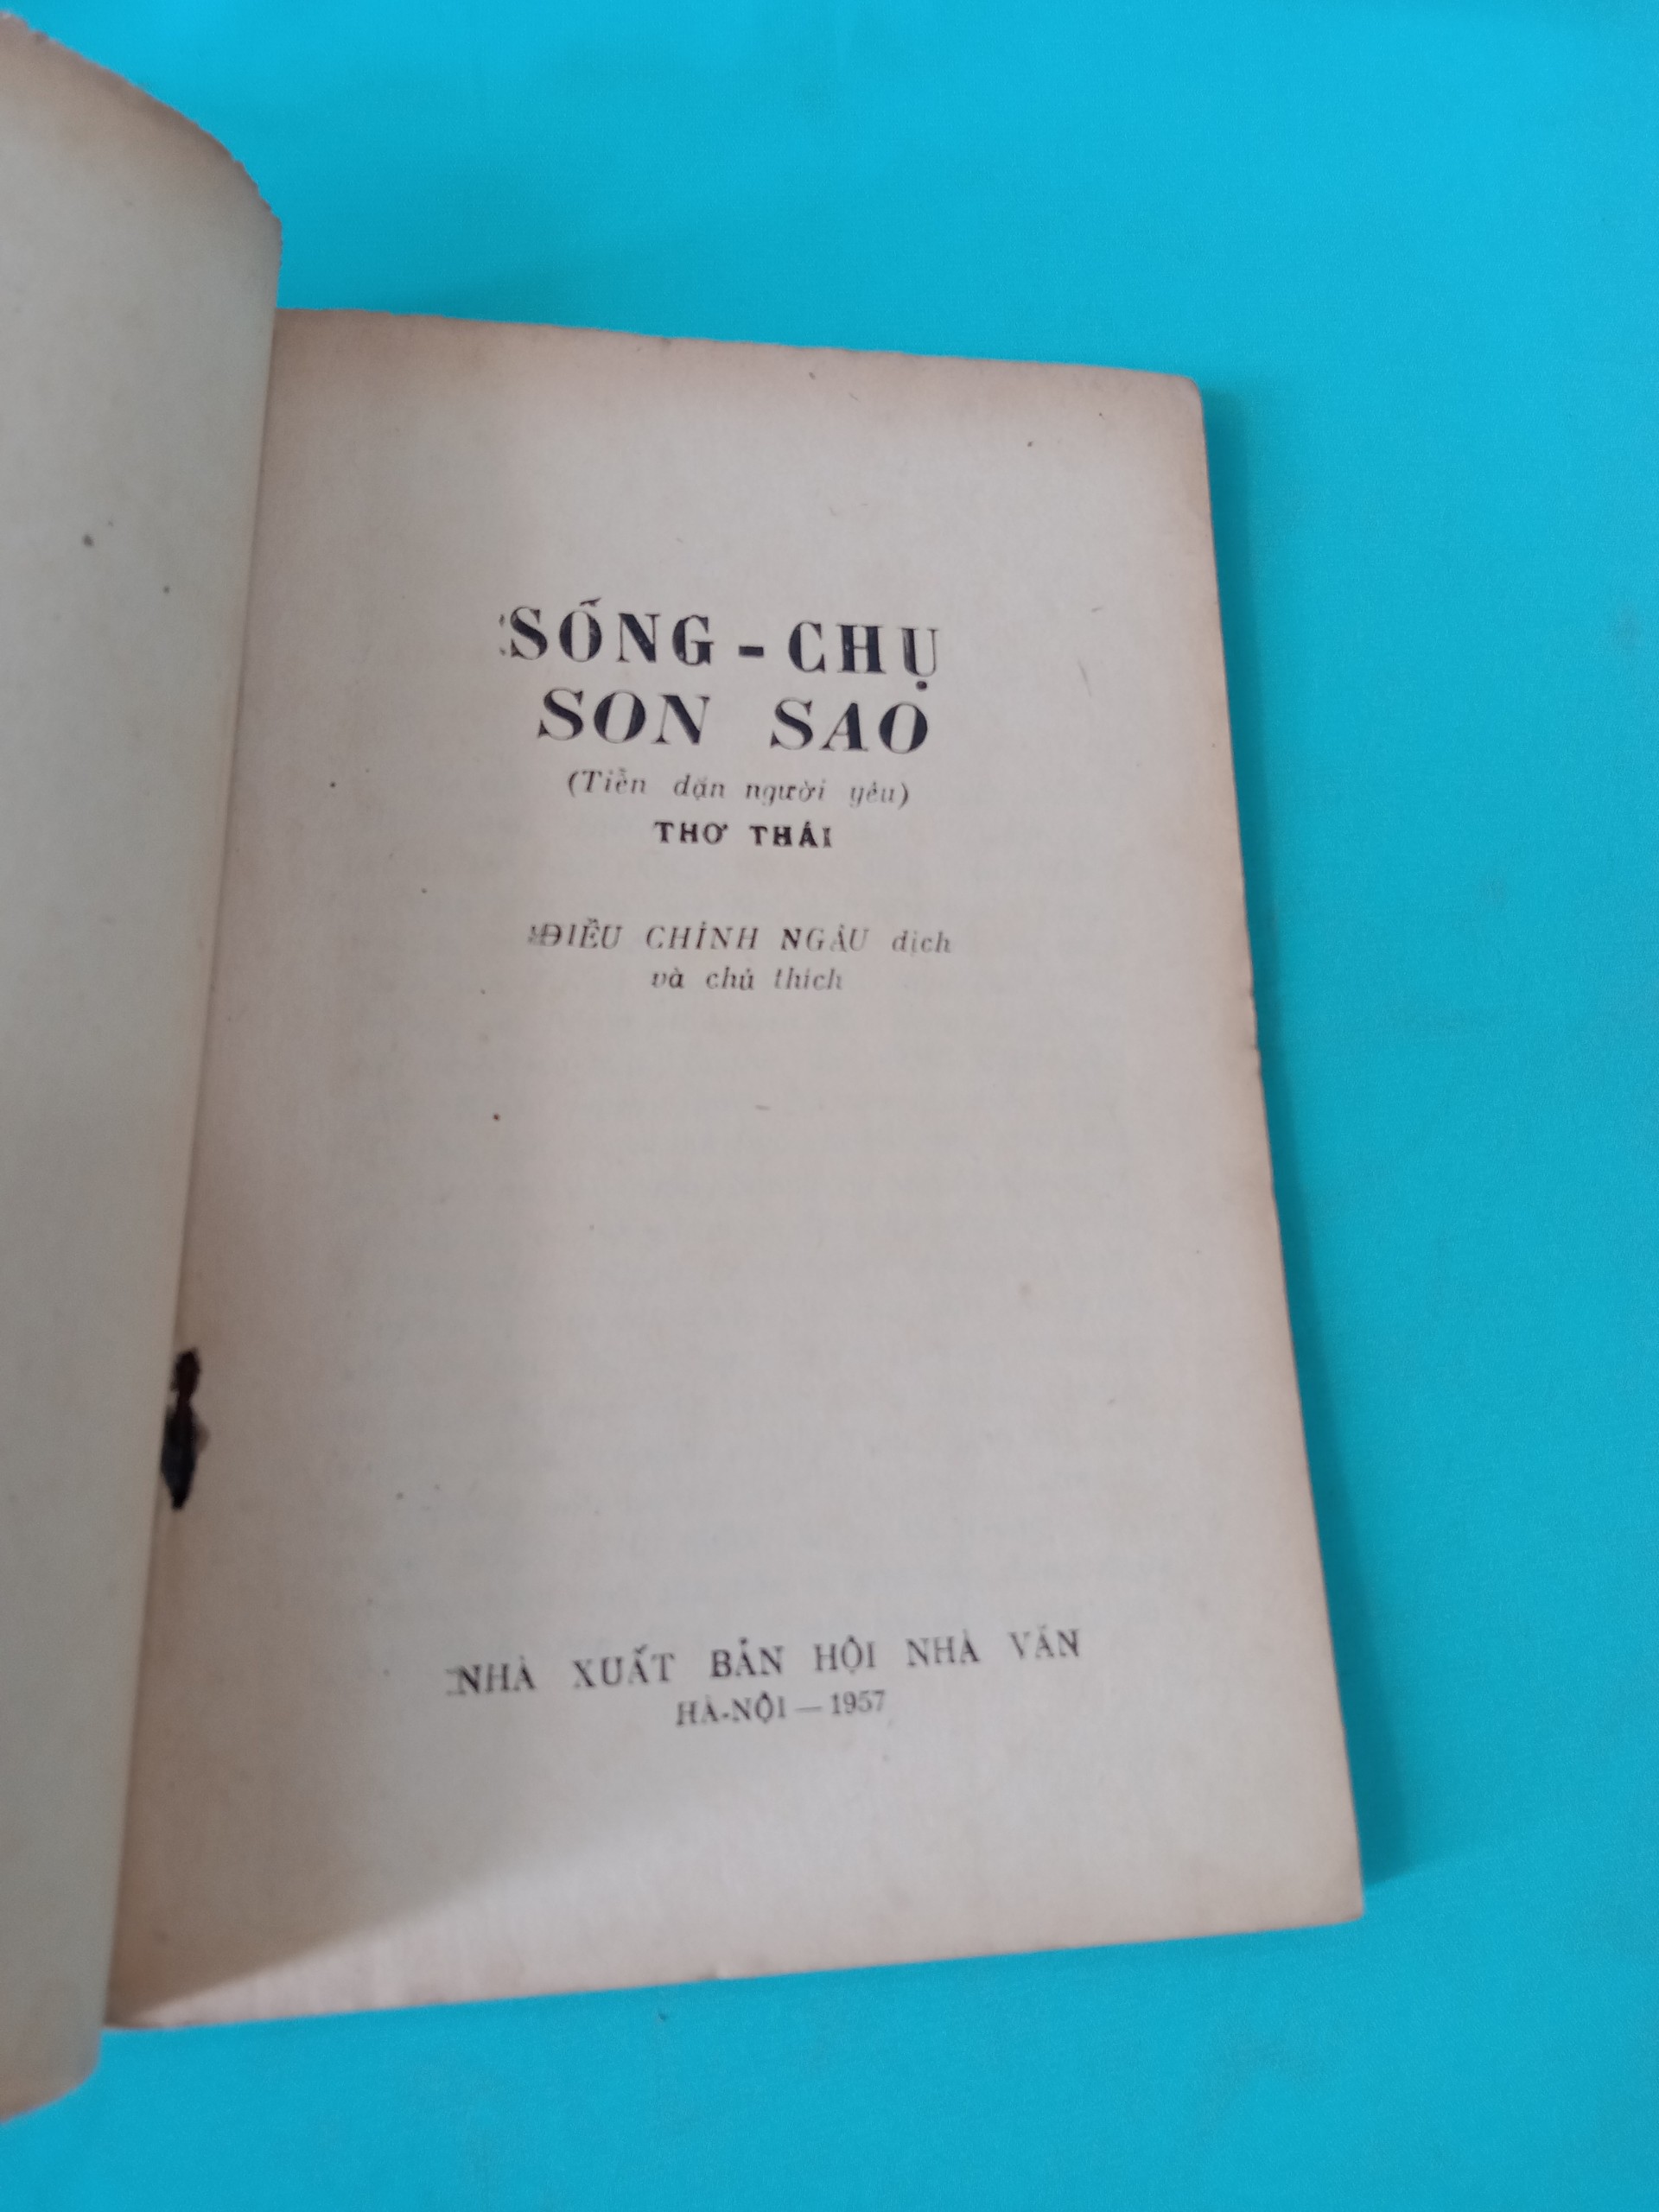 SỐNG - CHỤ
SON SAO
(Tiễn dặn người yêu)
THƠ THÁI
ĐIỀU CHÍNH NGÂU dịch
và chú thích
NHÀ XUẤT BẢN HỘI NHÀ VĂN
HÀ-NỘI — 1957